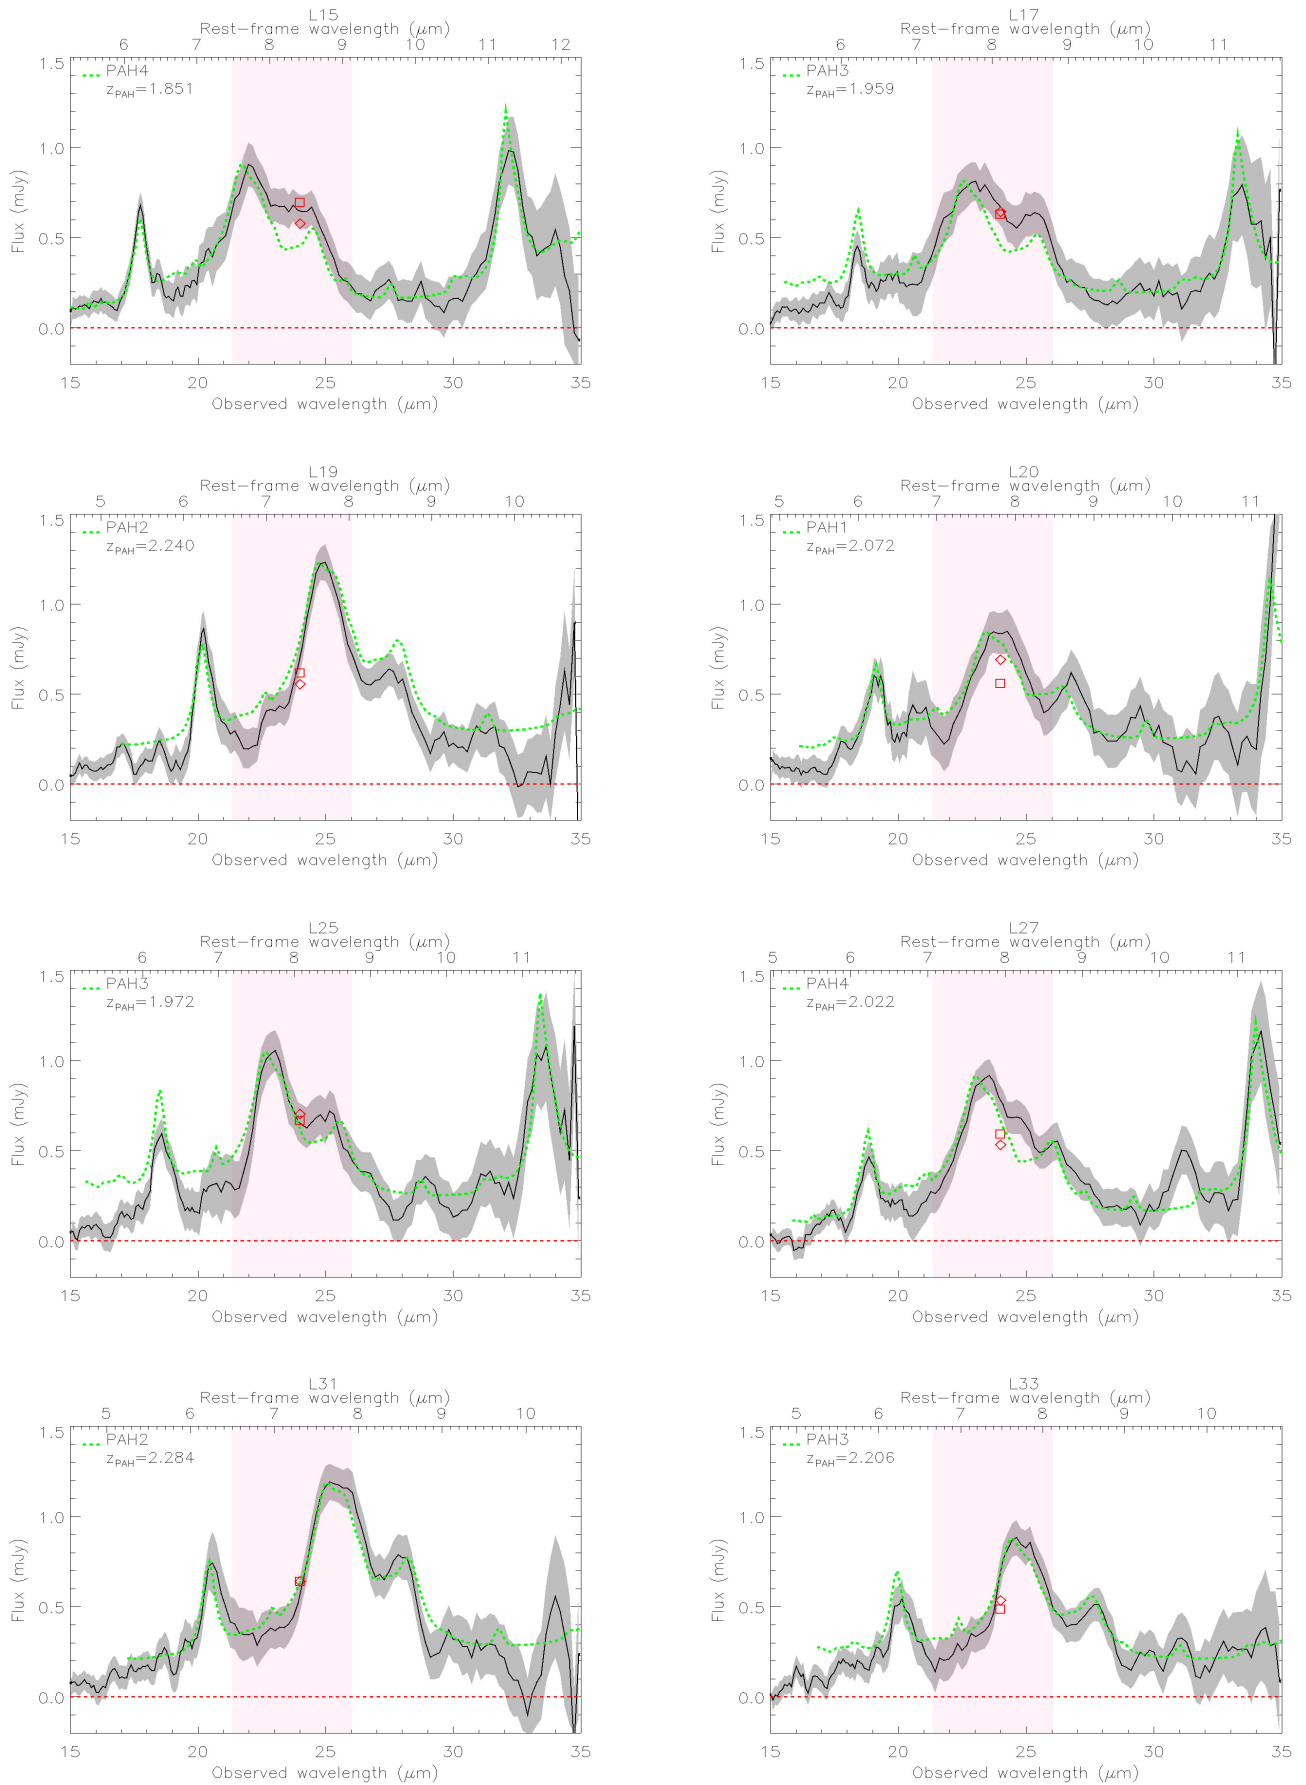 L15
Rest-frame wavelength (μm)
6 7 8 9 10 11 12
1.5
1.0
0.5
0.0
Flux (mJy)
PAH4
zPAH=1.851
15 20 25 30 35
Observed wavelength (μm)
L17
Rest-frame wavelength (μm)
6 7 8 9 10 11
1.5
1.0
0.5
0.0
Flux (mJy)
PAH3
zPAH=1.959
15 20 25 30 35
Observed wavelength (μm)
L19
Rest-frame wavelength (μm)
5 6 7 8 9 10
1.5
1.0
0.5
0.0
Flux (mJy)
PAH2
zPAH=2.240
15 20 25 30 35
Observed wavelength (μm)
L20
Rest-frame wavelength (μm)
5 6 7 8 9 10 11
1.5
1.0
0.5
0.0
Flux (mJy)
PAH1
zPAH=2.072
15 20 25 30 35
Observed wavelength (μm)
L25
Rest-frame wavelength (μm)
6 7 8 9 10 11
1.5
1.0
0.5
0.0
Flux (mJy)
PAH3
zPAH=1.972
15 20 25 30 35
Observed wavelength (μm)
L27
Rest-frame wavelength (μm)
5 6 7 8 9 10 11
1.5
1.0
0.5
0.0
Flux (mJy)
PAH4
zPAH=2.022
15 20 25 30 35
Observed wavelength (μm)
L31
Rest-frame wavelength (μm)
5 6 7 8 9 10
1.5
1.0
0.5
0.0
Flux (mJy)
PAH2
zPAH=2.284
15 20 25 30 35
Observed wavelength (μm)
L33
Rest-frame wavelength (μm)
5 6 7 8 9 10
1.5
1.0
0.5
0.0
Flux (mJy)
PAH3
zPAH=2.206
15 20 25 30 35
Observed wavelength (μm)